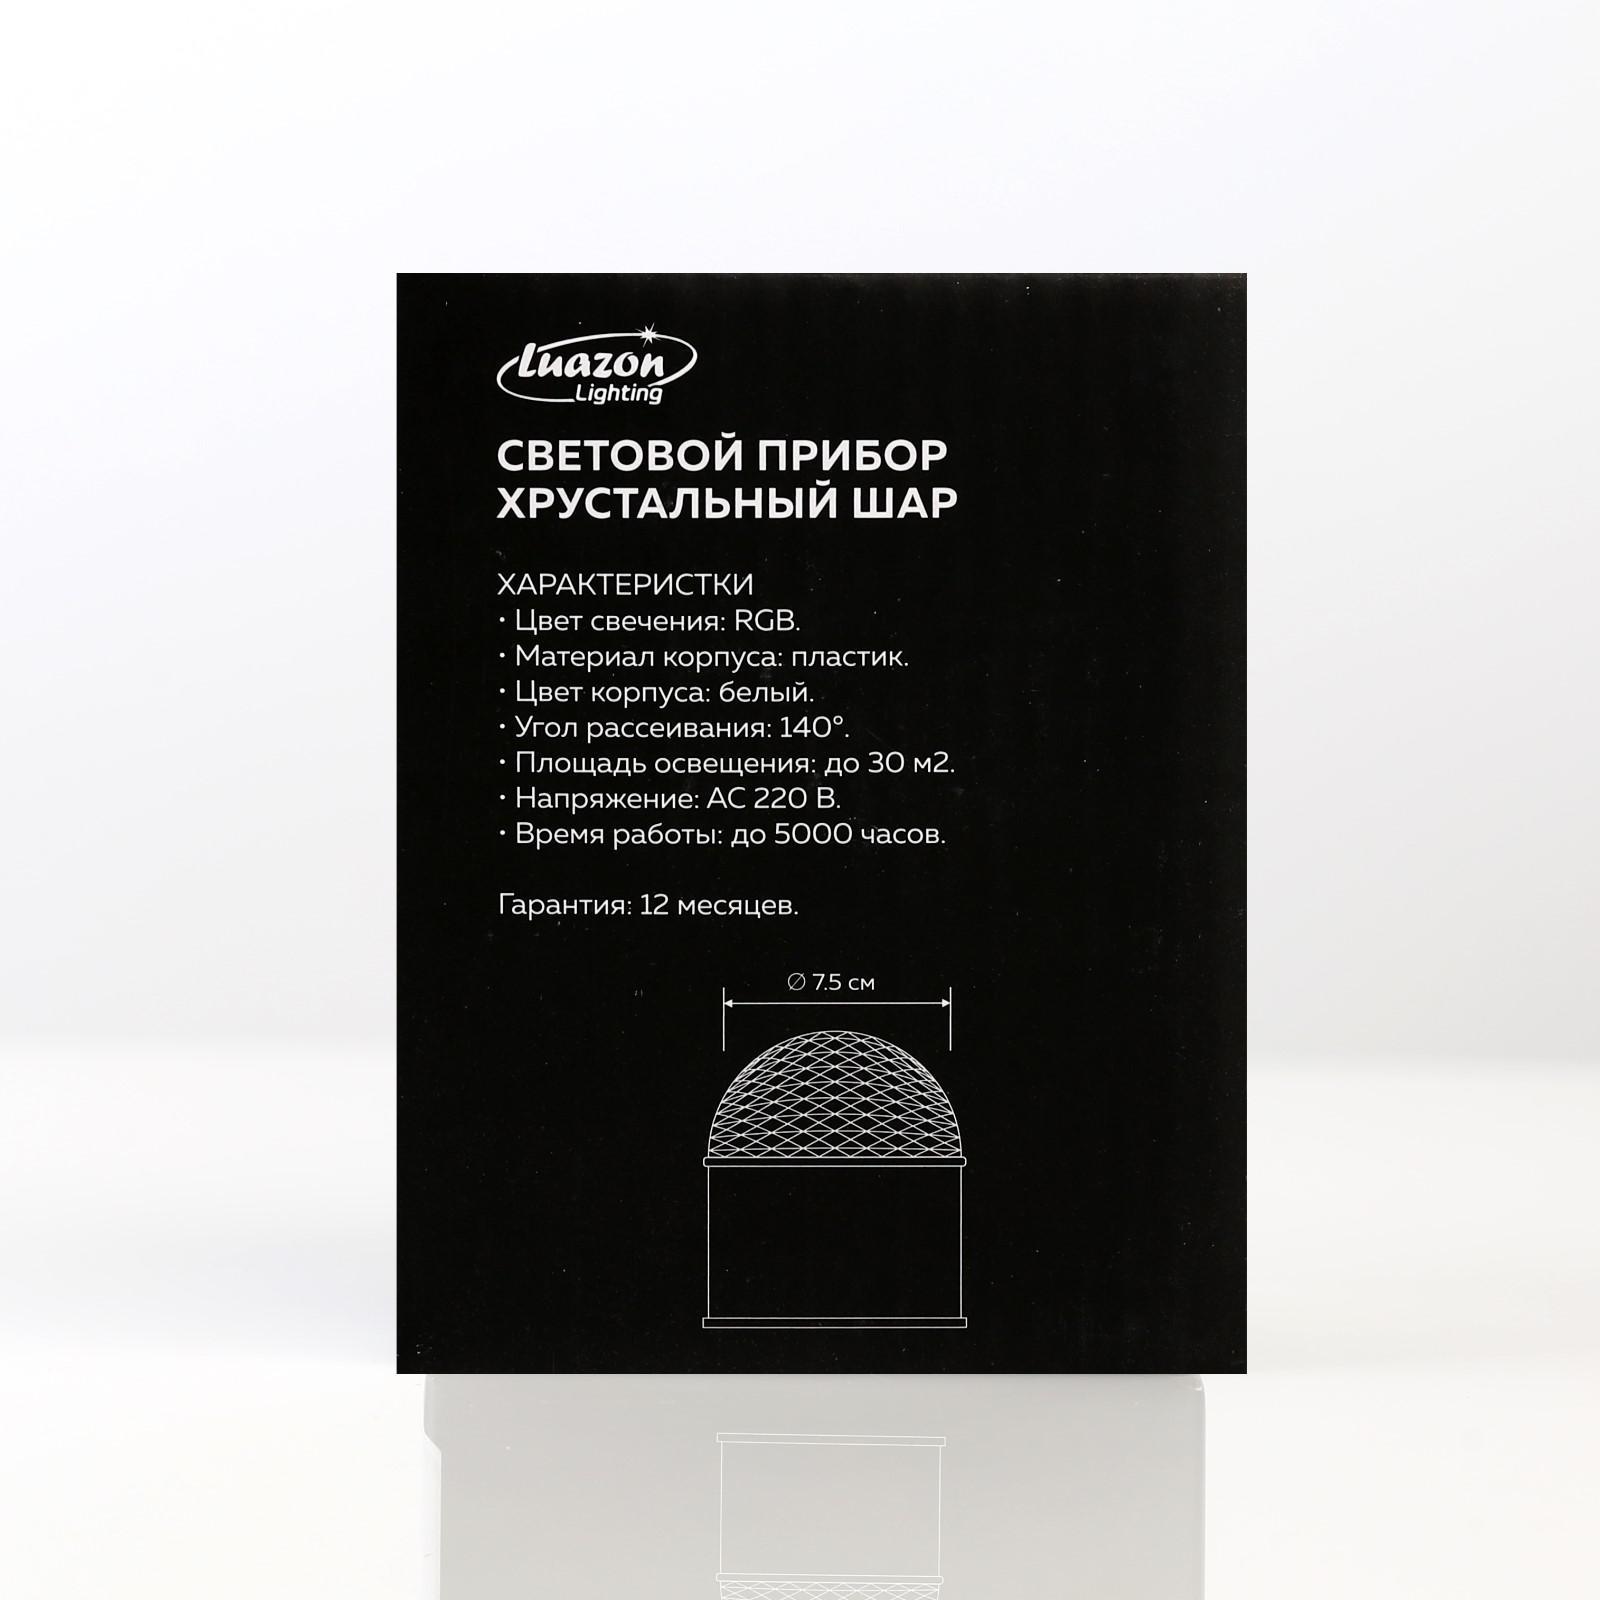 Luazon
Lighting
СВЕТОВОЙ ПРИБОР
ХРУСТАЛЬНЫЙ ШАР
ХАРАКТЕРИСТКИ
• Цвет свечения: RGB.
• Материал корпуса: пластик.
• Цвет корпуса: белый.
• Угол рассеивания: 140°.
• Площадь освещения: до 30 м2.
• Напряжение: AC 220 В.
• Время работы: до 5000 часов.
Гарантия: 12 месяцев.
∅ 7.5 см